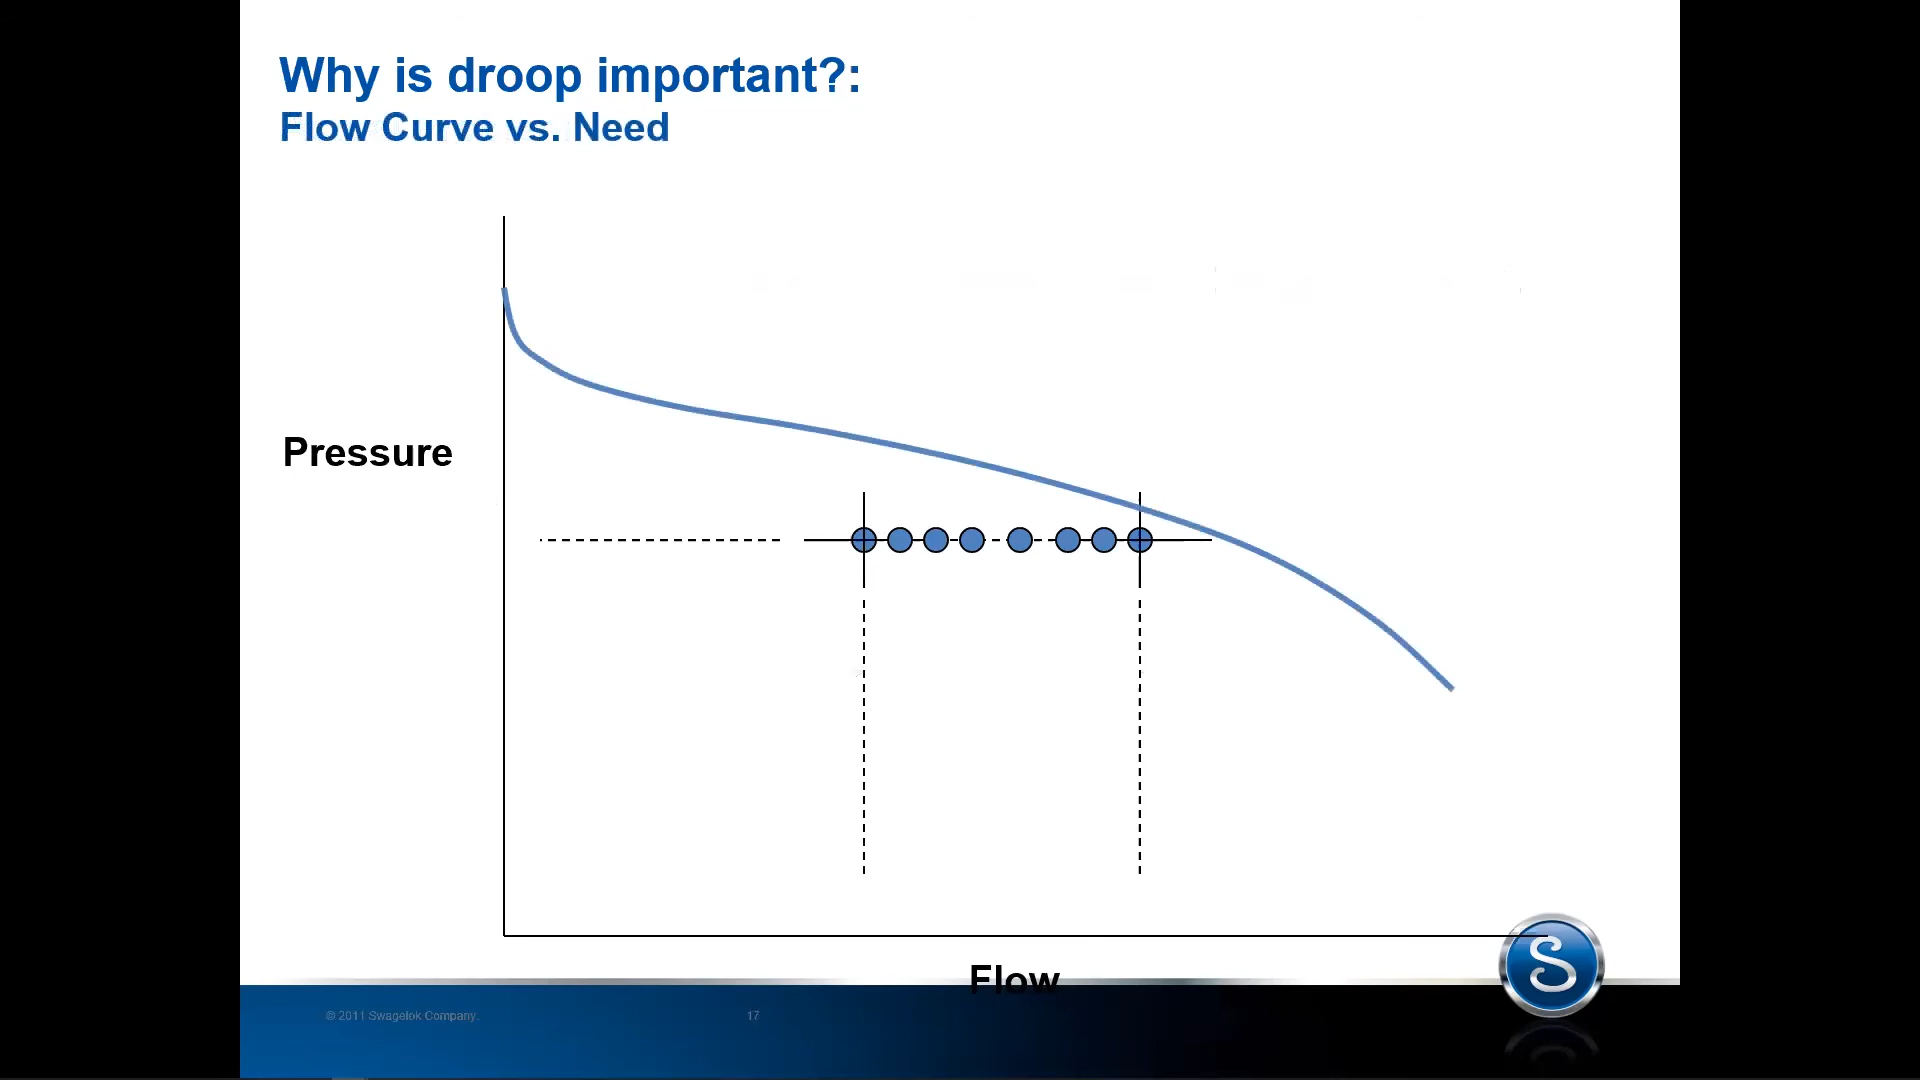 Why is droop important?:
Flow Curve vs. Need
Pressure
Flow
© 2011 Swagelok Company.
17